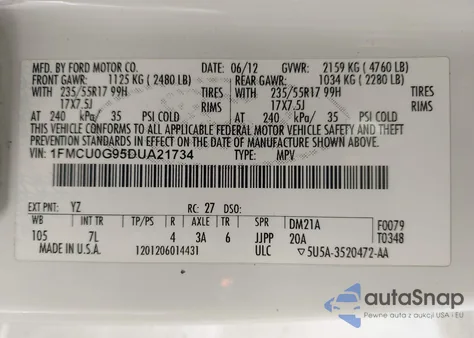 MFD. BY FORD MOTOR CO. 06/12 GVWR: 2159 KG ( 4760 LB)
FRONT GAWR: 1125 KG ( 2480 LB) REAR GAWR: 1034 KG ( 2280 LB)
WITH 235/55R17 99H TIRES WITH 235/55R17 99H TIRES
17X7.5J RIMS 17X7.5J RIMS
AT 240 kPa/ 35 PSI COLD AT 240 kPa/ 35 PSI COLD
THIS VEHICLE CONFORMS TO ALL APPLICABLE FEDERAL MOTOR VEHICLE SAFETY AND THEFT
PREVENTION STANDARDS IN EFFECT ON THE DATE OF MANUFACTURE SHOWN ABOVE.
VIN: 1FMCU0G95DUA21734 TYPE: MPV
EXT PNT: YZ RC: 27 DSO:
WB INT TR TP/PS R AXLE TR SPR DM21A F0079
105 7L 4 3A 6 JJPP 20A T0348
MADE IN U.S.A. 1201206014431 ULC 5U5A-3520472-AA
autoSnap
Pewne auta z USA i EU